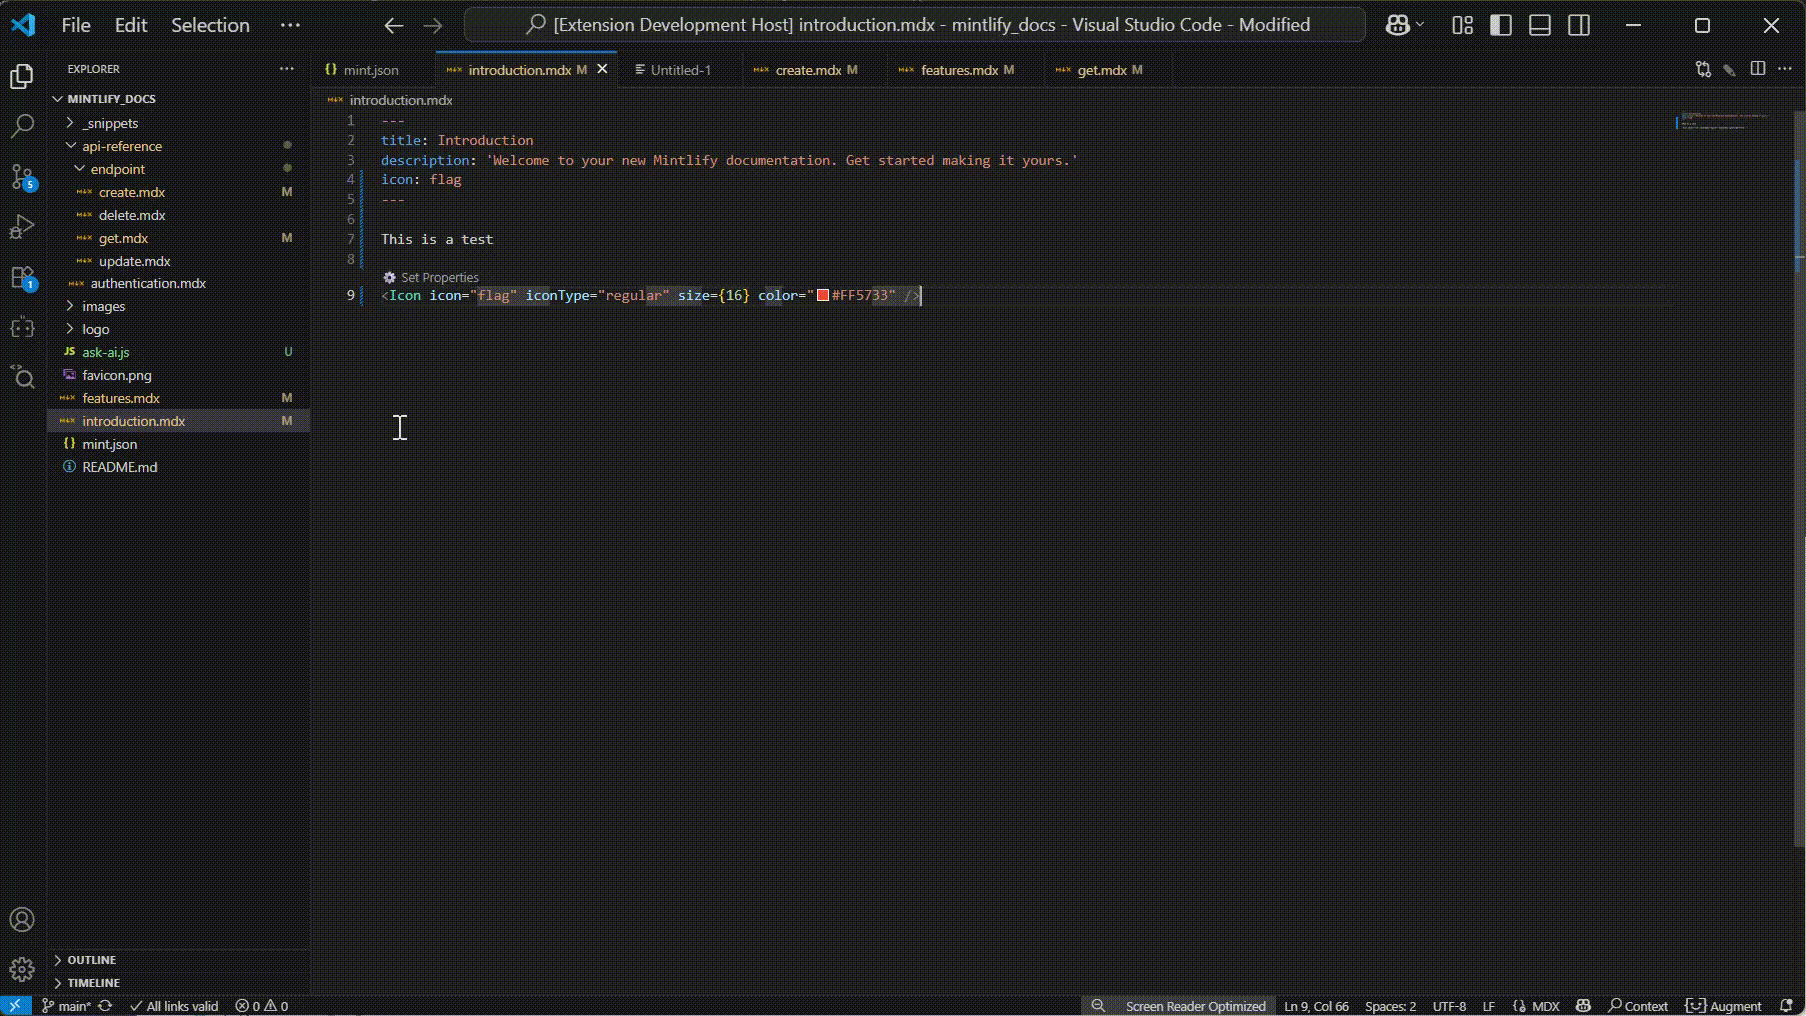 File Edit Selection ···
[Extension Development Host] introduction.mdx - mintlify_docs - Visual Studio Code - Modified
EXPLORER
MINTLIFY_DOCS
_snippets
api-reference
endpoint
create.mdx M
delete.mdx
get.mdx M
update.mdx
authentication.mdx
images
logo
JS ask-ai.js U
favicon.png
features.mdx M
introduction.mdx M
{} mint.json
README.md
OUTLINE
TIMELINE
5
1
{} mint.json
introduction.mdx M
Untitled-1
create.mdx M
features.mdx M
get.mdx M
introduction.mdx
1 ---
2 title: Introduction
3 description: 'Welcome to your new Mintlify documentation. Get started making it yours.'
4 icon: flag
5 ---
6
7 This is a test
8
Set Properties
9 <Icon icon="flag" iconType="regular" size={16} color="#FF5733" />
main* All links valid 0 0 Screen Reader Optimized Ln 9, Col 66 Spaces: 2 UTF-8 LF MDX Context Augment